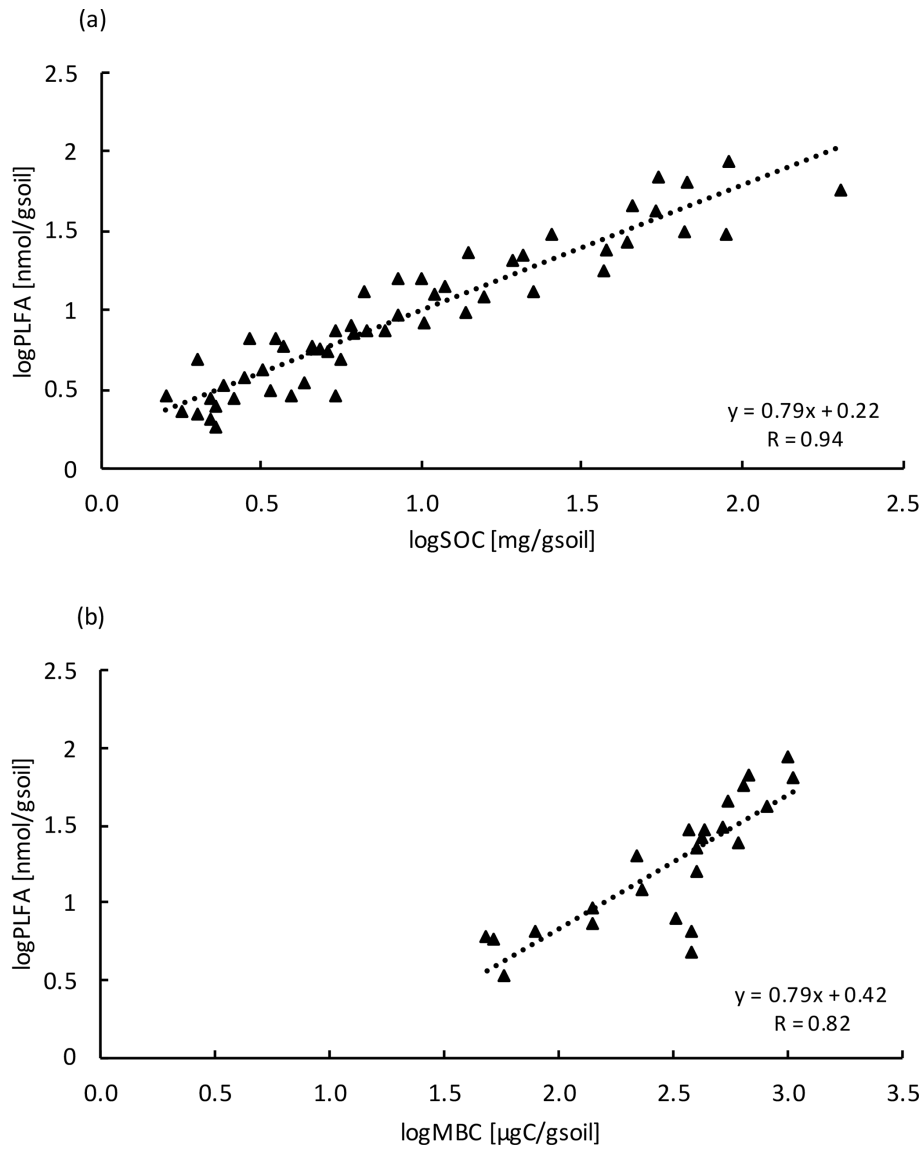 (a)
logPLFA [nmol/gsoil]
2.5
2
1.5
1
0.5
0
y = 0.79x + 0.22
R = 0.94
0.0 0.5 1.0 1.5 2.0 2.5
logSOC [mg/gsoil]
(b)
logPLFA [nmol/gsoil]
2.5
2
1.5
1
0.5
0
y = 0.79x + 0.42
R = 0.82
0.0 0.5 1.0 1.5 2.0 2.5 3.0 3.5
logMBC [μgC/gsoil]